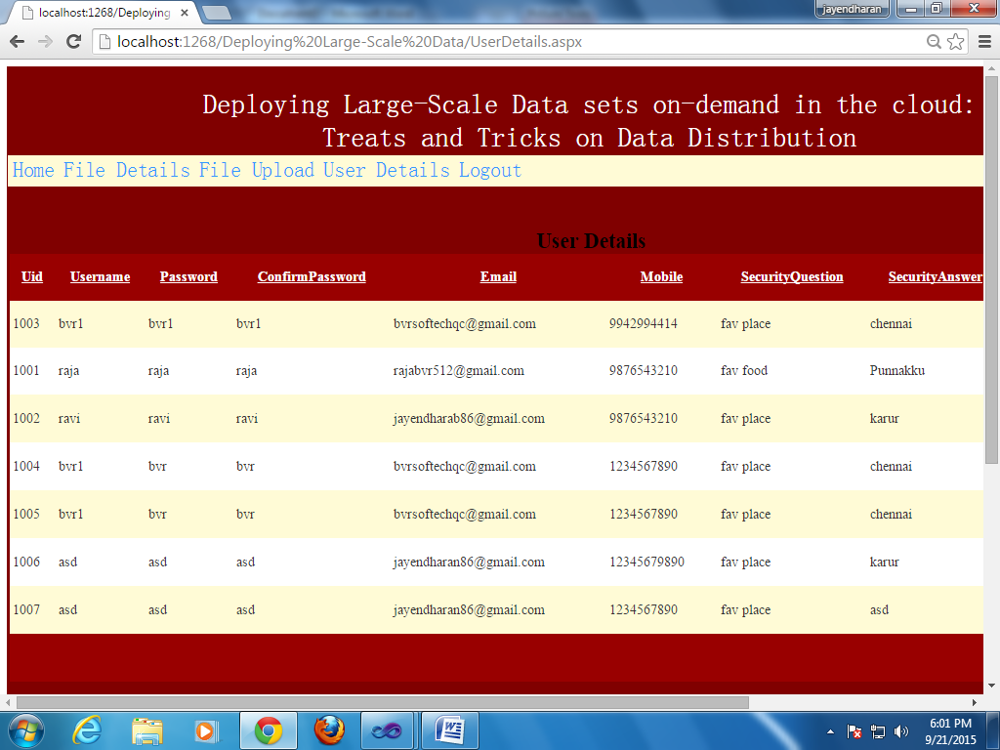 localhost:1268/Deploying
jayendharan
localhost:1268/Deploying%20Large-Scale%20Data/UserDetails.aspx
Deploying Large-Scale Data sets on-demand in the cloud:
Treats and Tricks on Data Distribution
Home File Details File Upload User Details Logout
User Details
Uid Username Password ConfirmPassword Email Mobile SecurityQuestion SecurityAnswer
1003 bvr1 bvr1 bvr1 bvrsoftechqc@gmail.com 9942994414 fav place chennai
1001 raja raja raja rajabvr512@gmail.com 9876543210 fav food Punnakku
1002 ravi ravi ravi jayendharab86@gmail.com 9876543210 fav place karur
1004 bvr1 bvr bvr bvrsoftechqc@gmail.com 1234567890 fav place chennai
1005 bvr1 bvr bvr bvrsoftechqc@gmail.com 1234567890 fav place chennai
1006 asd asd asd jayendharan86@gmail.com 12345679890 fav place karur
1007 asd asd asd jayendharan86@gmail.com 1234567890 fav place asd
6:01 PM
9/21/2015